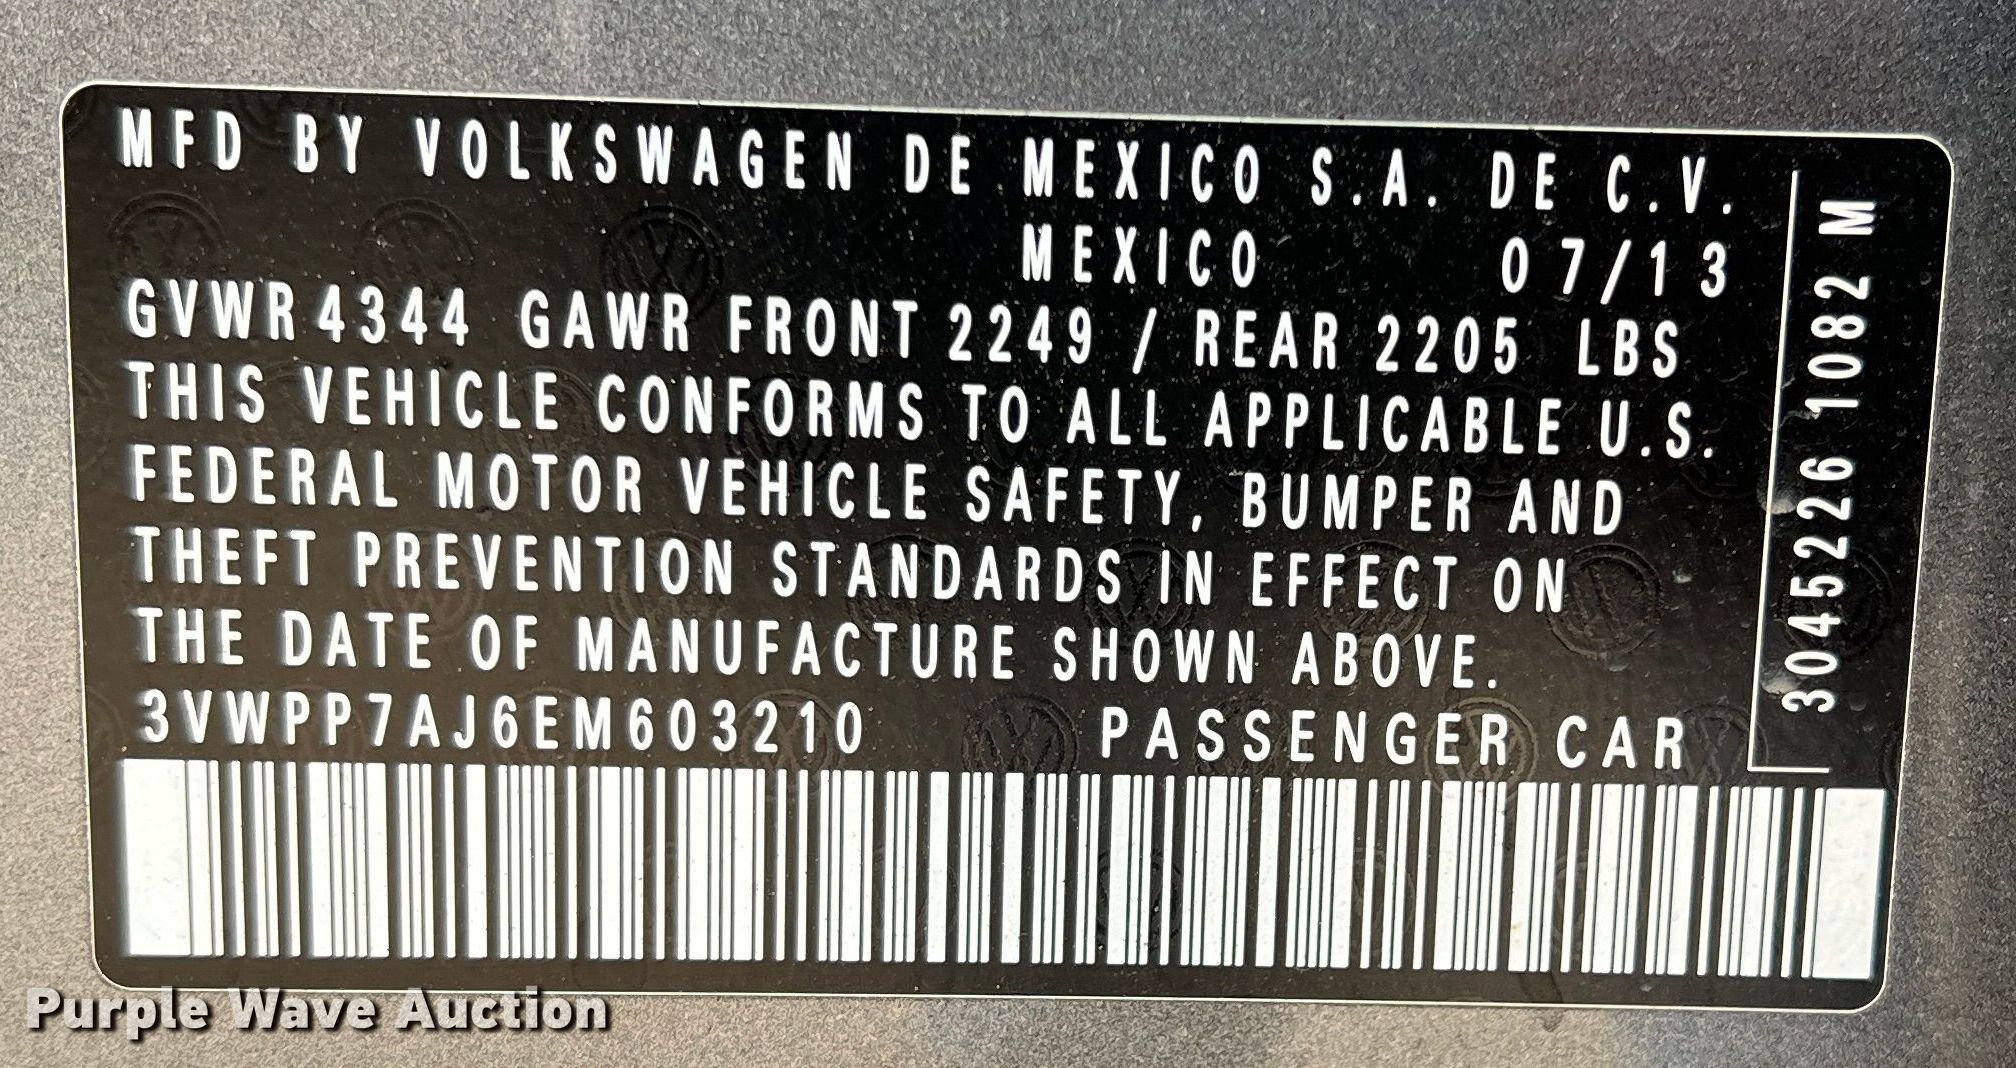 MFD BY VOLKSWAGEN DE MEXICO S.A. DE C.V.
MEXICO 07/13
GVWR 4344 GAWR FRONT 2249 / REAR 2205 LBS
THIS VEHICLE CONFORMS TO ALL APPLICABLE U.S.
FEDERAL MOTOR VEHICLE SAFETY, BUMPER AND
THEFT PREVENTION STANDARDS IN EFFECT ON
THE DATE OF MANUFACTURE SHOWN ABOVE.
3VWPP7AJ6EM603210 PASSENGER CAR
3045226 1082 M
Purple Wave Auction